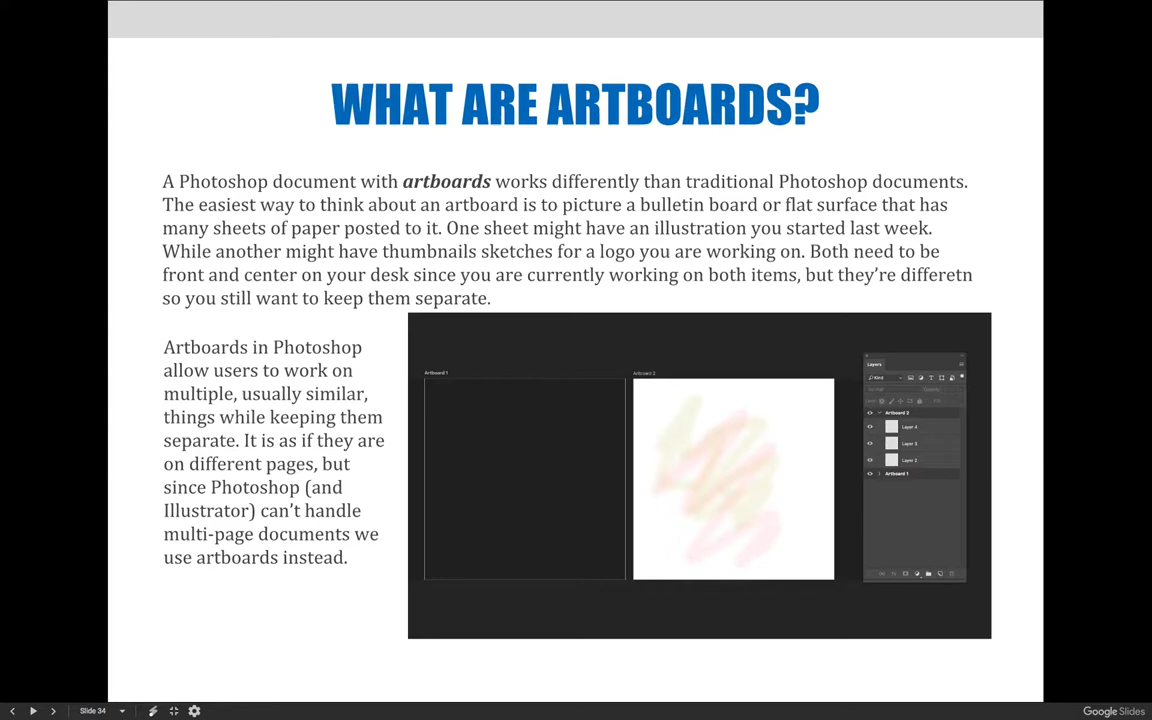 WHAT ARE ARTBOARDS?
A Photoshop document with artboards works differently than traditional Photoshop documents.
The easiest way to think about an artboard is to picture a bulletin board or flat surface that has
many sheets of paper posted to it. One sheet might have an illustration you started last week.
While another might have thumbnails sketches for a logo you are working on. Both need to be
front and center on your desk since you are currently working on both items, but they’re differetn
so you still want to keep them separate.
Artboards in Photoshop
allow users to work on
multiple, usually similar,
things while keeping them
separate. It is as if they are
on different pages, but
since Photoshop (and
Illustrator) can’t handle
multi-page documents we
use artboards instead.
Artboard 1
Artboard 2
Layers
Kind
Artboard 2
Layer 4
Layer 3
Layer 2
Artboard 1
Slide 34
Google Slides